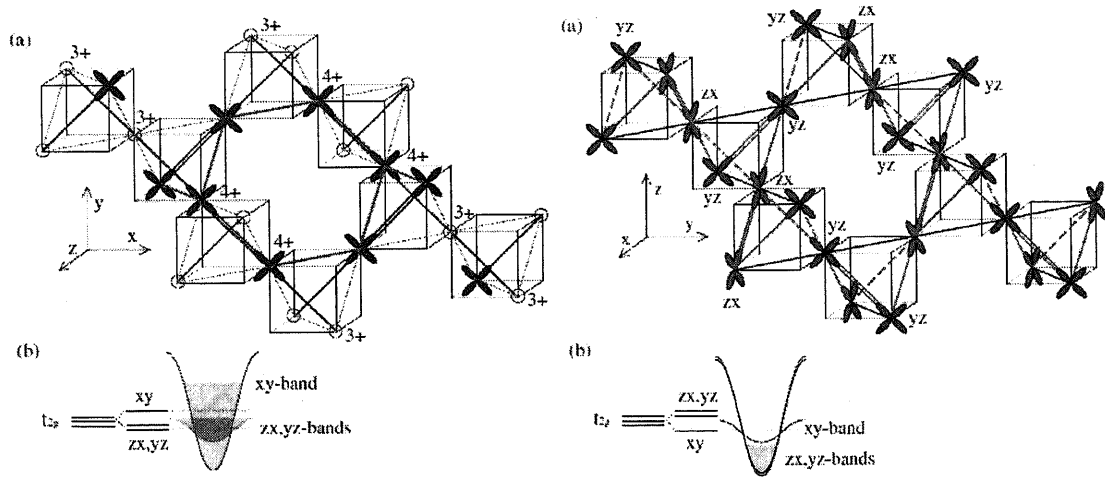 (a)
3+
3+
4+
3+
4+
4+
4+
3+
3+
3+
y
z
x
(b)
t2g
xy
zx,yz
xy-band
zx,yz-bands
(a)
yz
yz
zx
zx
yz
zx
yz
yz
zx
yz
yz
zx
yz
z
x
y
(b)
t2g
zx,yz
xy
xy-band
zx,yz-bands